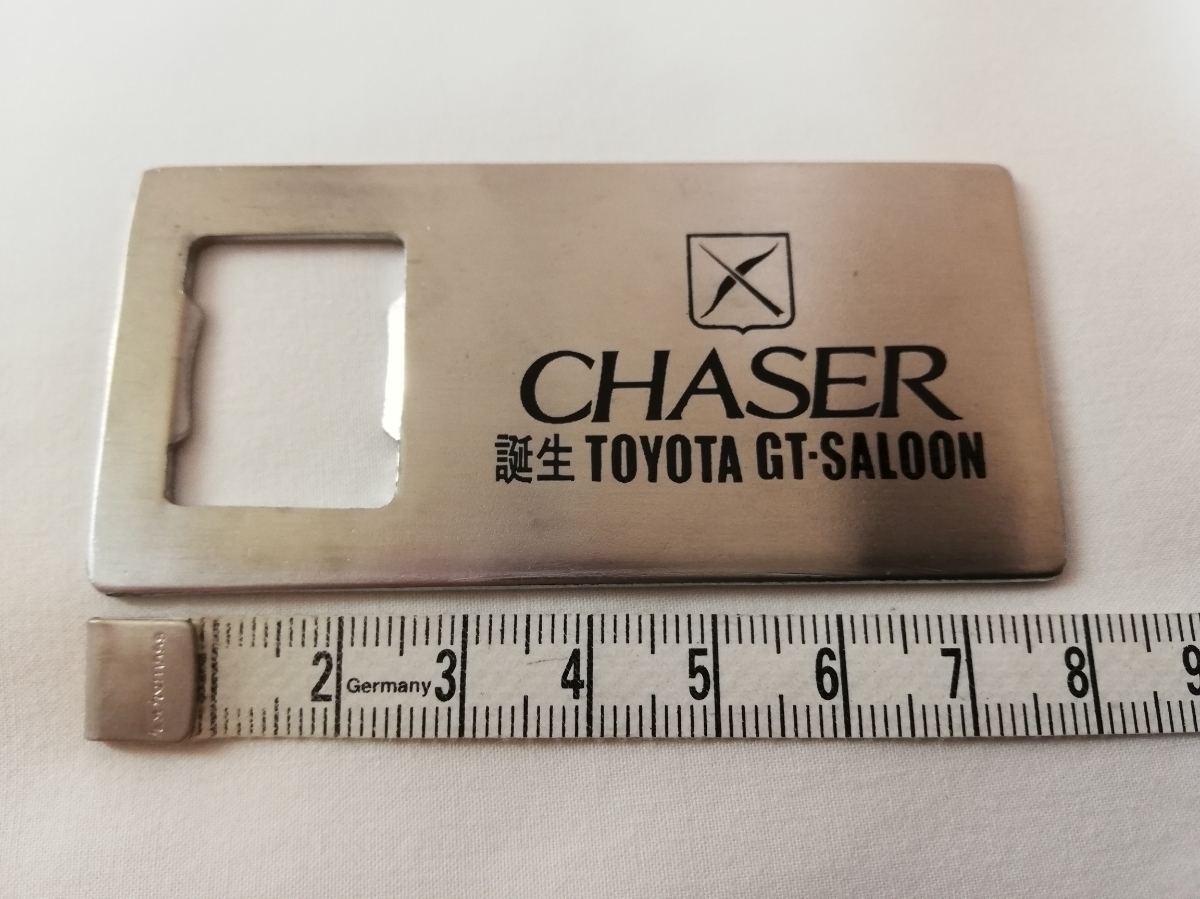 CHASER
誕生 TOYOTA GT-SALOON
2 Germany 3 4 5 6 7 8 9